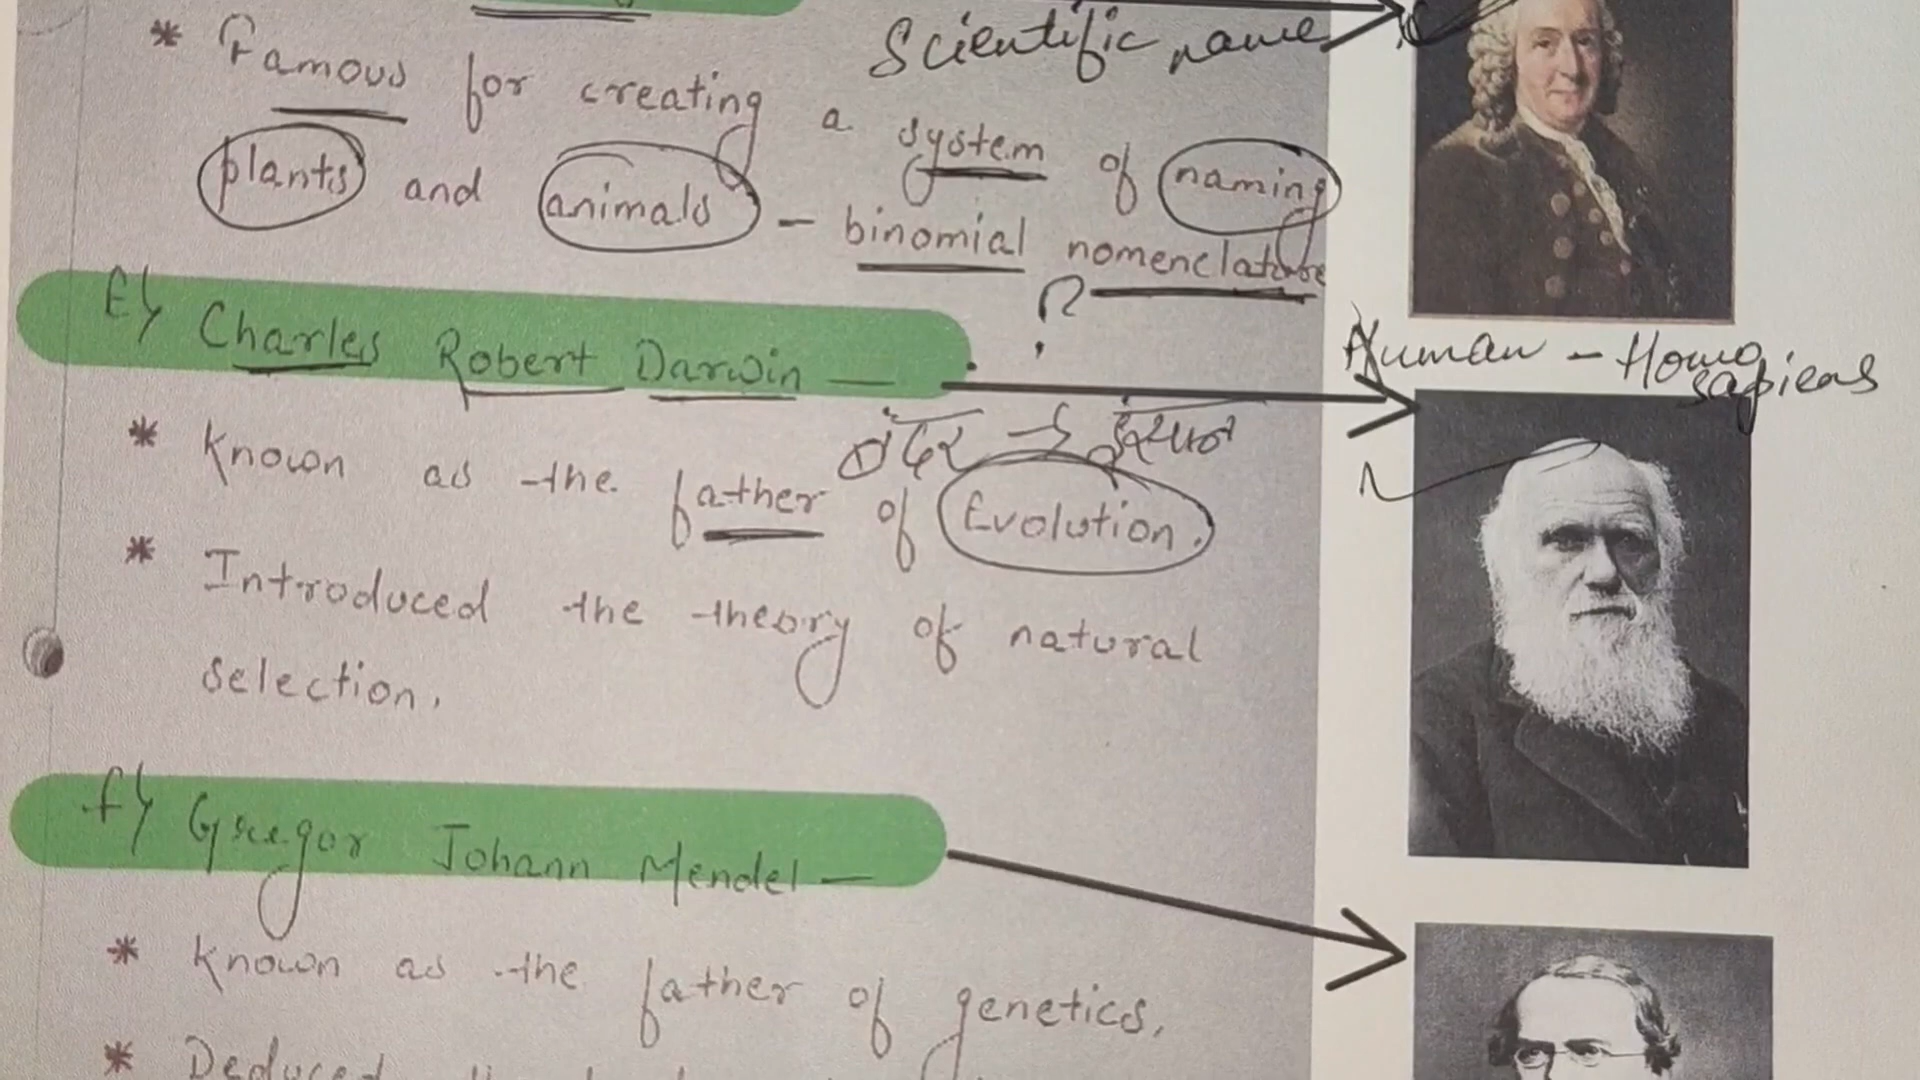 Scientific name
* Famous for creating a system of naming
plants and animals - binomial nomenclature
?
Human - Homo sapiens
E) Charles Robert Darwin —
बंदर → इंसान
* Known as the father of Evolution.
* Introduced the theory of natural
selection.
f) Gregor Johann Mendel —
* Known as the father of genetics.
* Deduced